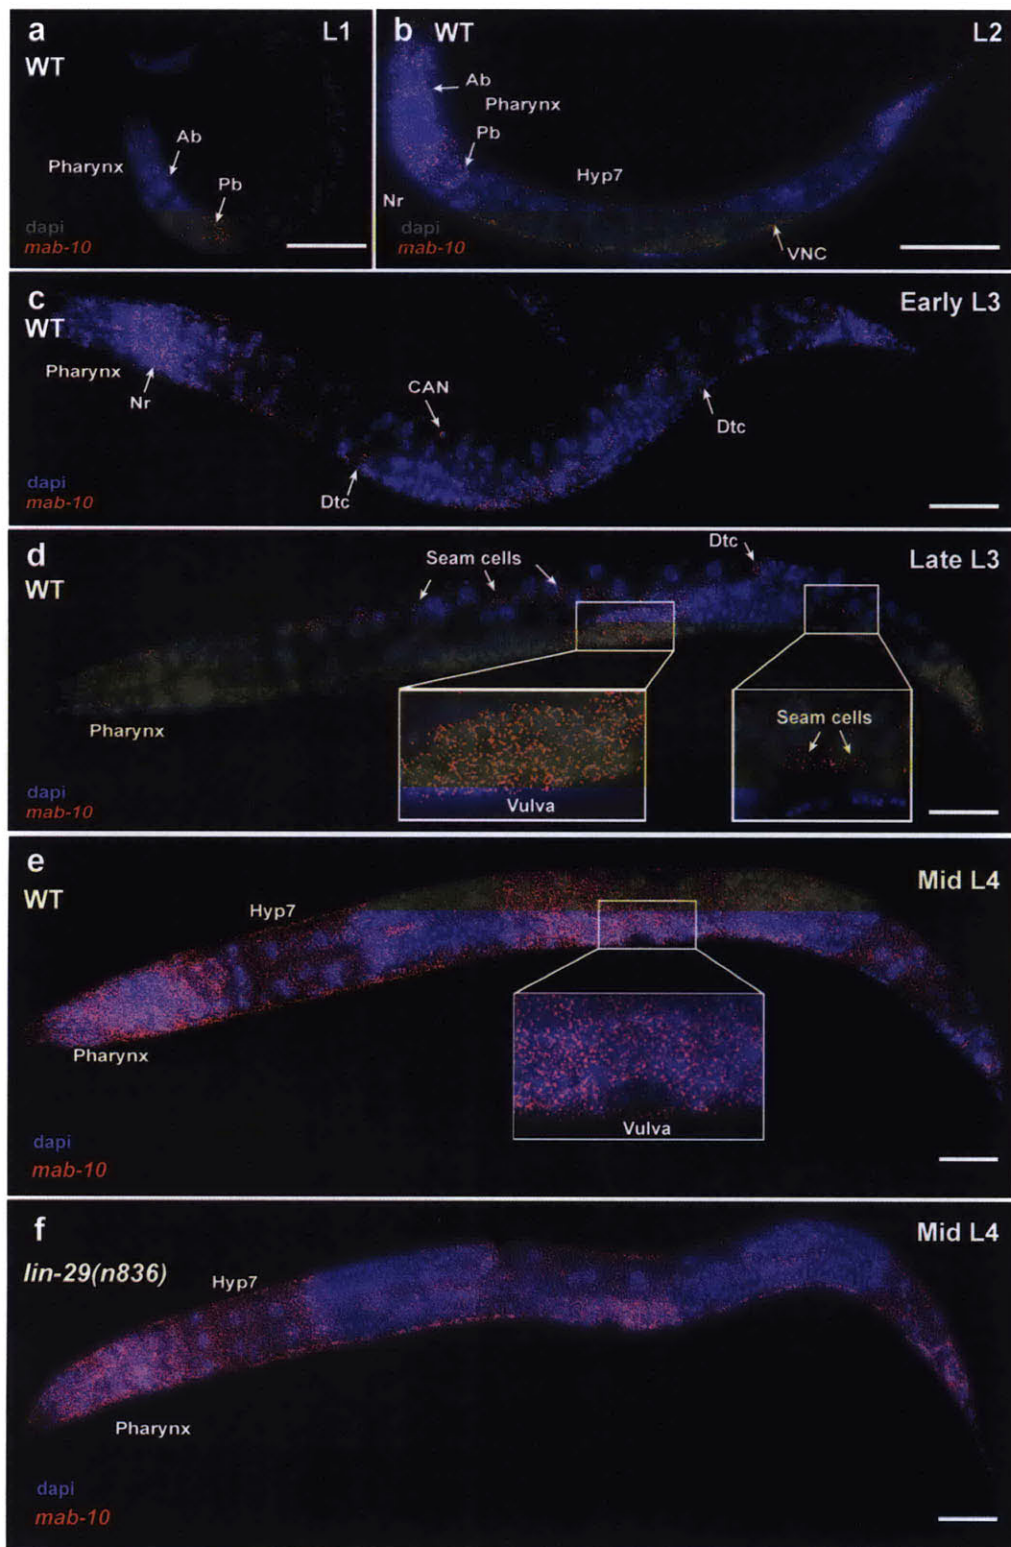 a
L1
WT
Ab
Pharynx
Pb
dapi
mab-10
b
WT
L2
Ab
Pharynx
Pb
Hyp7
Nr
dapi
mab-10
VNC
c
Early L3
WT
Pharynx
Nr
CAN
Dtc
Dtc
dapi
mab-10
d
Late L3
WT
Seam cells
Dtc
Pharynx
Seam cells
Vulva
dapi
mab-10
e
Mid L4
WT
Hyp7
Pharynx
Vulva
dapi
mab-10
f
Mid L4
lin-29(n836)
Hyp7
Pharynx
dapi
mab-10